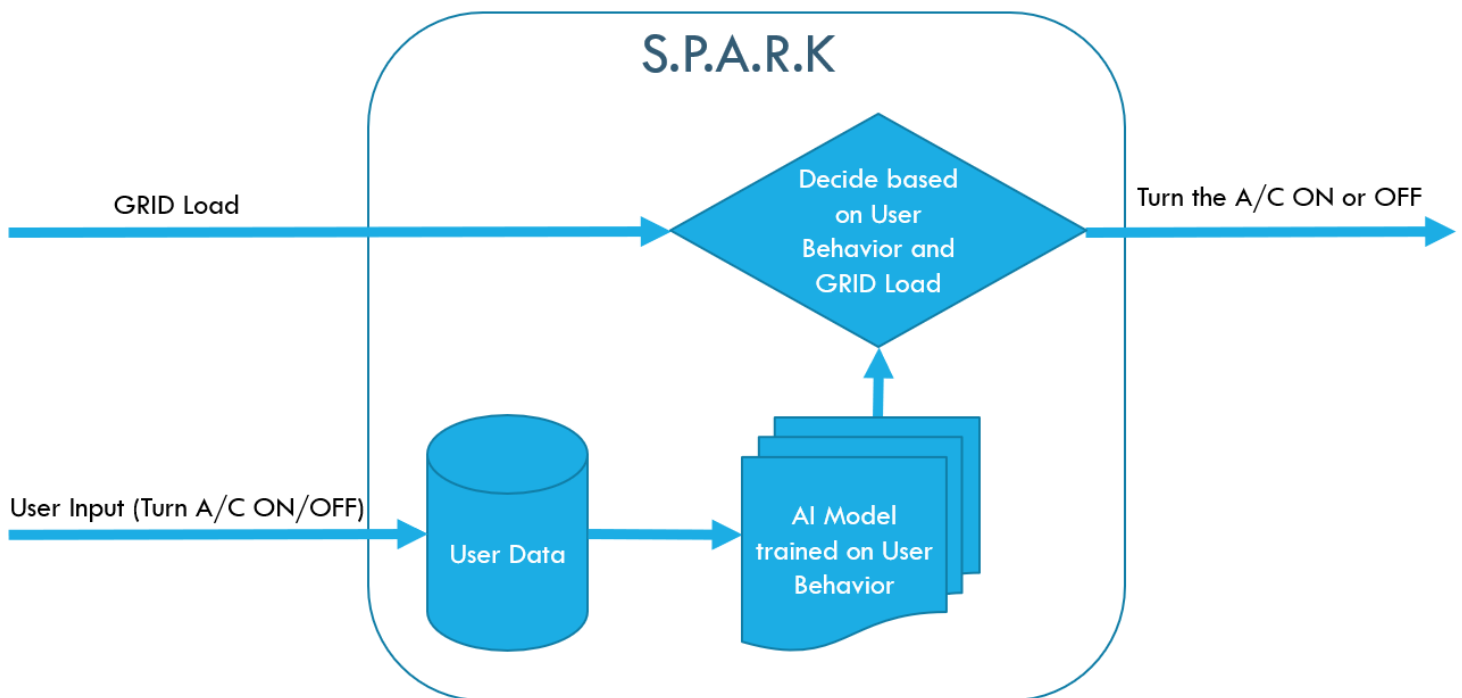 S.P.A.R.K
GRID Load
Decide based
on User
Behavior and
GRID Load
Turn the A/C ON or OFF
User Input (Turn A/C ON/OFF)
User Data
AI Model
trained on User
Behavior